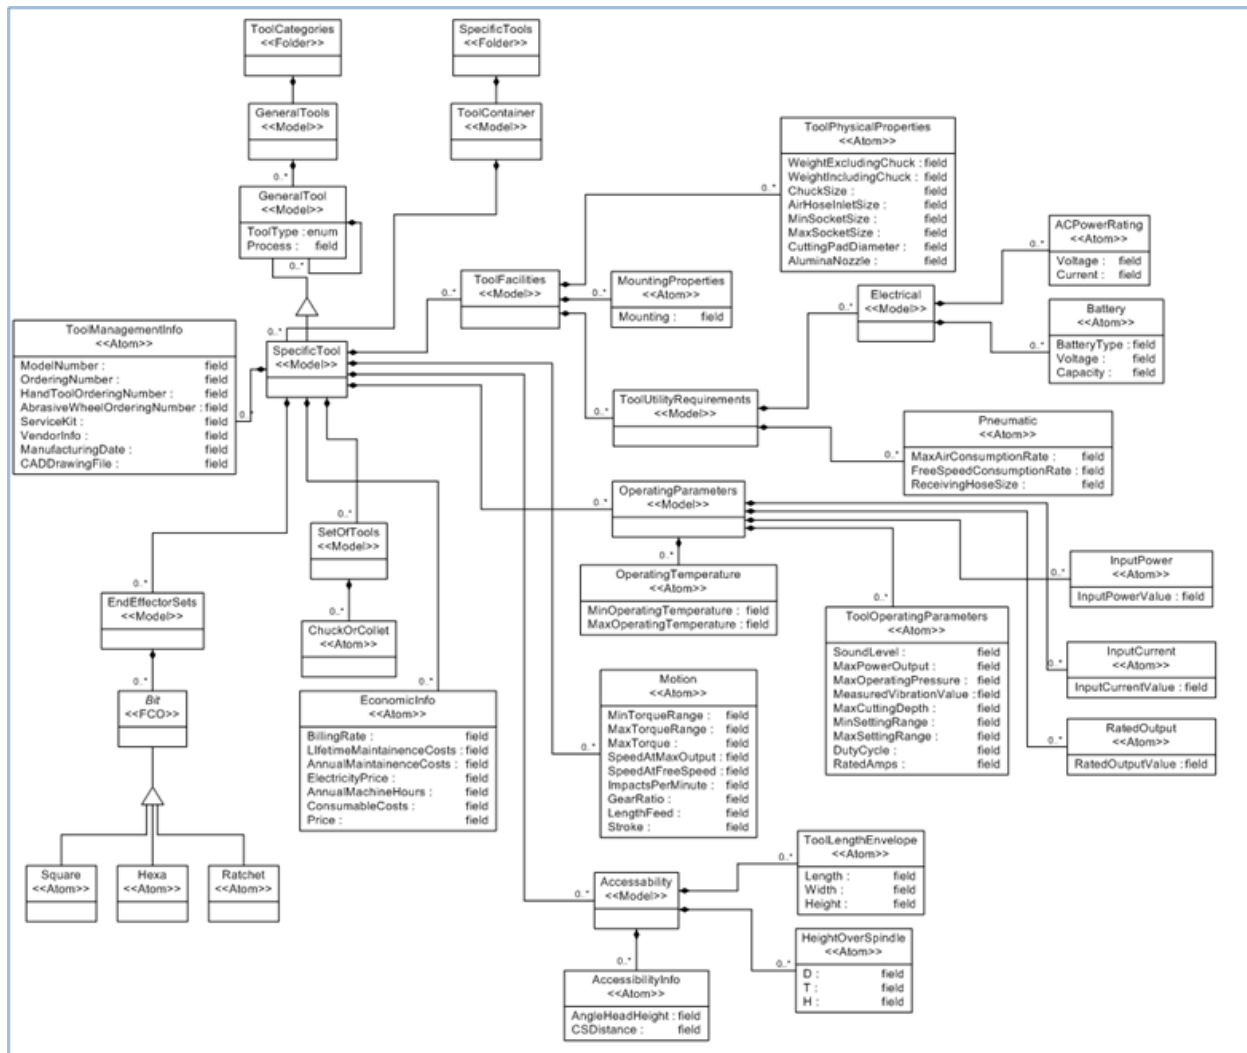 ToolCategories
<<Folder>>
SpecificTools
<<Folder>>
GeneralTools
<<Model>>
ToolContainer
<<Model>>
0..*
GeneralTool
<<Model>>
ToolType : enum
Process : field
0..*
ToolPhysicalProperties
<<Atom>>
WeightExcludingChuck : field
WeightIncludingChuck : field
ChuckSize : field
AirHoseInletSize : field
MinSocketSize : field
MaxSocketSize : field
CuttingPadDiameter : field
AluminaNozzle : field
0..*
ACPowerRating
<<Atom>>
Voltage : field
Current : field
0..*
ToolFacilities
<<Model>>
0..*
MountingProperties
<<Atom>>
Mounting : field
0..*
Electrical
<<Model>>
0..*
Battery
<<Atom>>
BatteryType : field
Voltage : field
Capacity : field
0..*
ToolManagementInfo
<<Atom>>
ModelNumber : field
OrderingNumber : field
HandToolOrderingNumber : field
AbrasiveWheelOrderingNumber : field
ServiceKit : field
VendorInfo : field
ManufacturingDate : field
CADDrawingFile : field
0..*
SpecificTool
<<Model>>
0..*
ToolUtilityRequirements
<<Model>>
0..*
Pneumatic
<<Atom>>
MaxAirConsumptionRate : field
FreeSpeedConsumptionRate : field
ReceivingHoseSize : field
0..*
OperatingParameters
<<Model>>
0..*
SetOfTools
<<Model>>
0..*
OperatingTemperature
<<Atom>>
MinOperatingTemperature : field
MaxOperatingTemperature : field
0..*
InputPower
<<Atom>>
InputPowerValue : field
0..*
EndEffectorSets
<<Model>>
0..*
ChuckOrCollet
<<Atom>>
0..*
ToolOperatingParameters
<<Atom>>
SoundLevel : field
MaxPowerOutput : field
MaxOperatingPressure : field
MeasuredVibrationValue : field
MaxCuttingDepth : field
MinSettingRange : field
MaxSettingRange : field
DutyCycle : field
RatedAmps : field
0..*
InputCurrent
<<Atom>>
InputCurrentValue : field
0..*
Bit
<<FCO>>
0..*
EconomicInfo
<<Atom>>
BillingRate : field
LIfetimeMaintainenceCosts : field
AnnualMaintainenceCosts : field
ElectricityPrice : field
AnnualMachineHours : field
ConsumableCosts : field
Price : field
0..*
Motion
<<Atom>>
MinTorqueRange : field
MaxTorqueRange : field
MaxTorque : field
SpeedAtMaxOutput : field
SpeedAtFreeSpeed : field
ImpactsPerMinute : field
GearRatio : field
LengthFeed : field
Stroke : field
0..*
RatedOutput
<<Atom>>
RatedOutputValue : field
0..*
Square
<<Atom>>
Hexa
<<Atom>>
Ratchet
<<Atom>>
Accessability
<<Model>>
0..*
ToolLengthEnvelope
<<Atom>>
Length : field
Width : field
Height : field
0..*
HeightOverSpindle
<<Atom>>
D : field
T : field
H : field
0..*
AccessibilityInfo
<<Atom>>
AngleHeadHeight : field
CSDistance : field
0..*